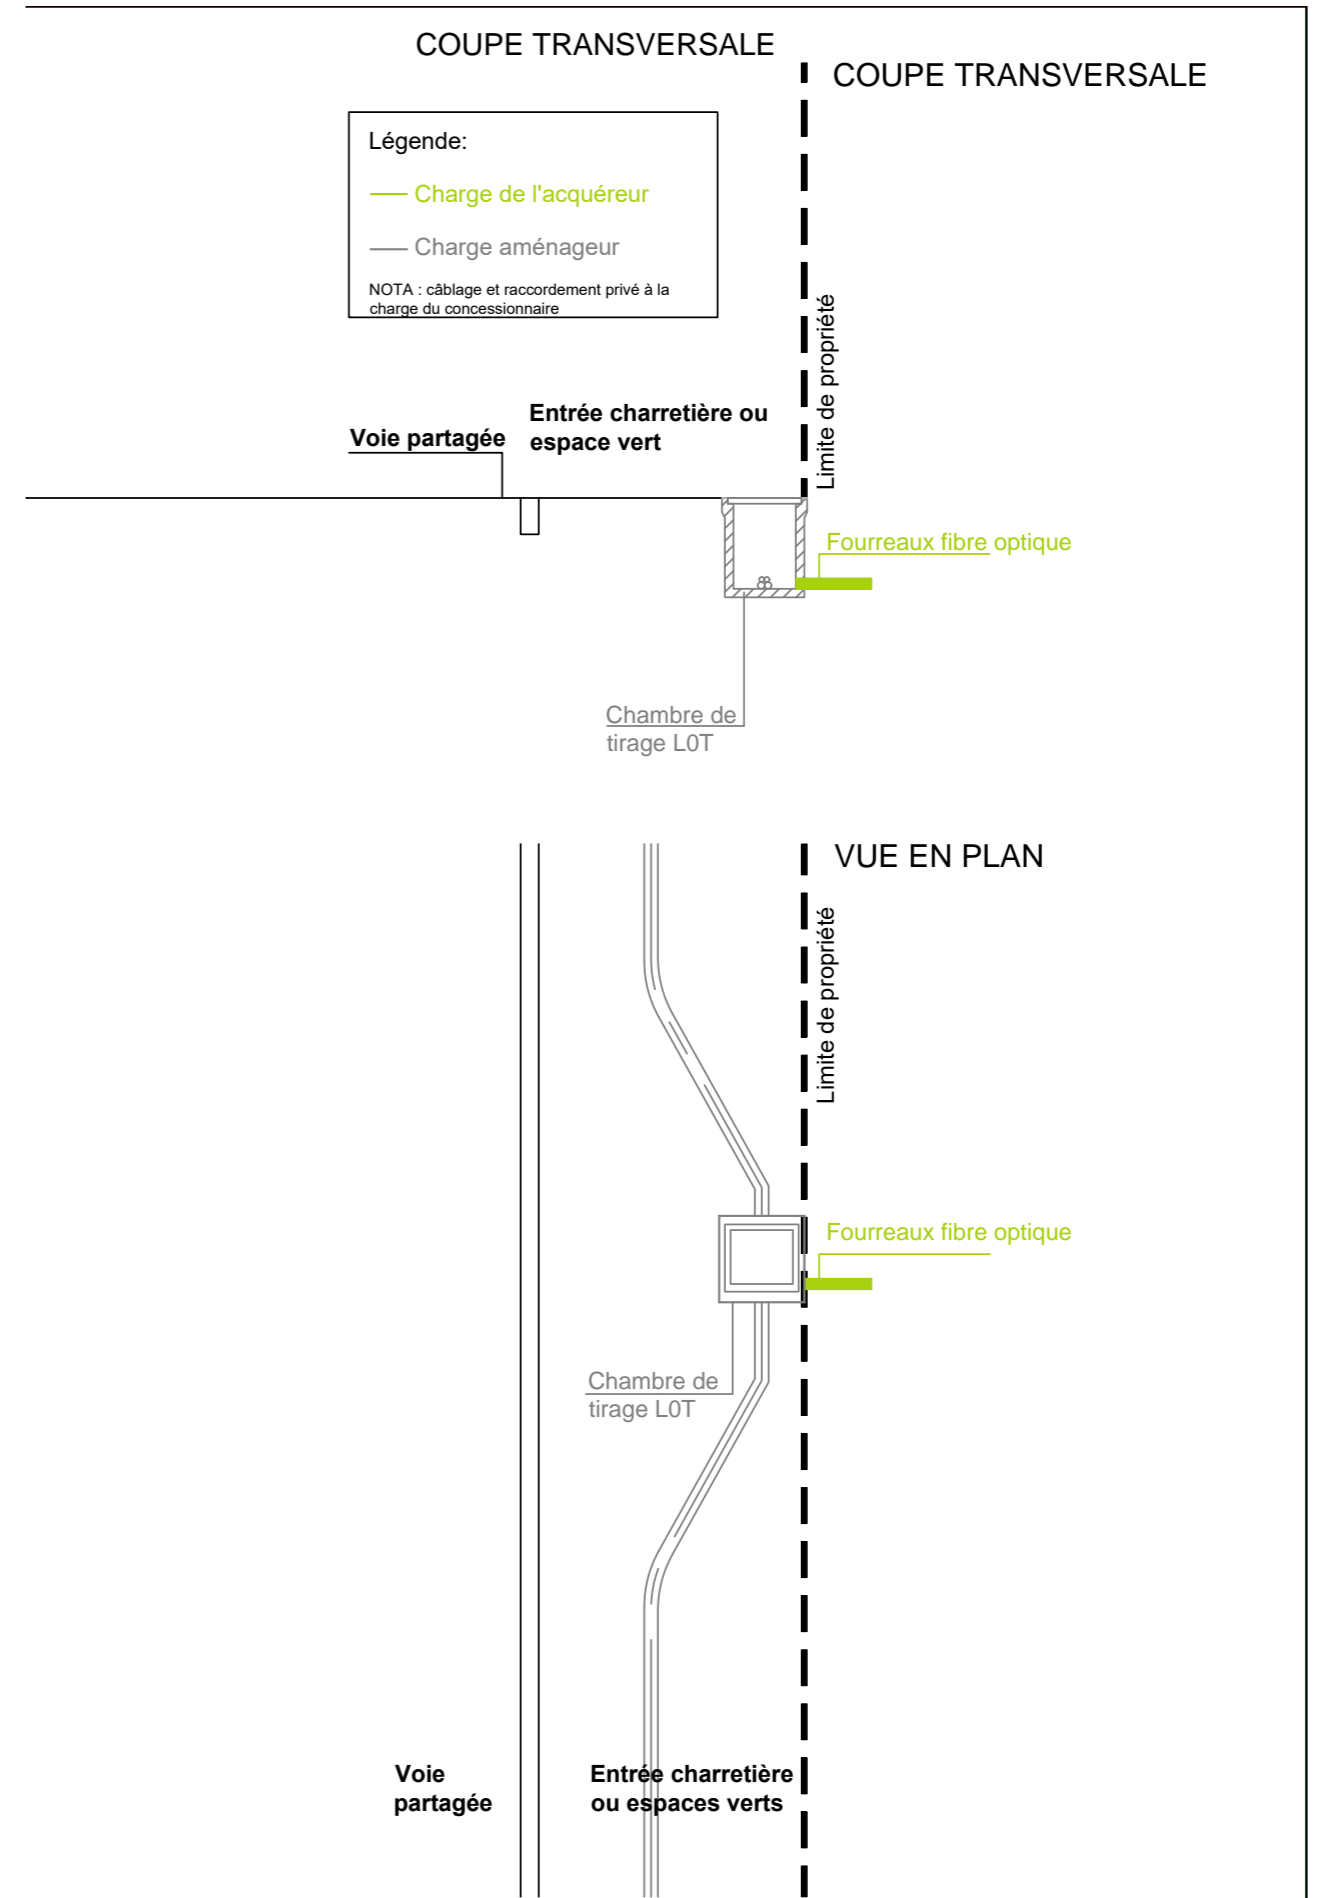 COUPE TRANSVERSALE
COUPE TRANSVERSALE
Légende:
Charge de l'acquéreur
Charge aménageur
NOTA : câblage et raccordement privé à la
charge du concessionnaire
Limite de propriété
Entrée charretière ou
espace vert
Voie partagée
Fourreaux fibre optique
Chambre de
tirage L0T
VUE EN PLAN
Limite de propriété
Fourreaux fibre optique
Chambre de
tirage L0T
Voie
partagée
Entrée charretière
ou espaces verts